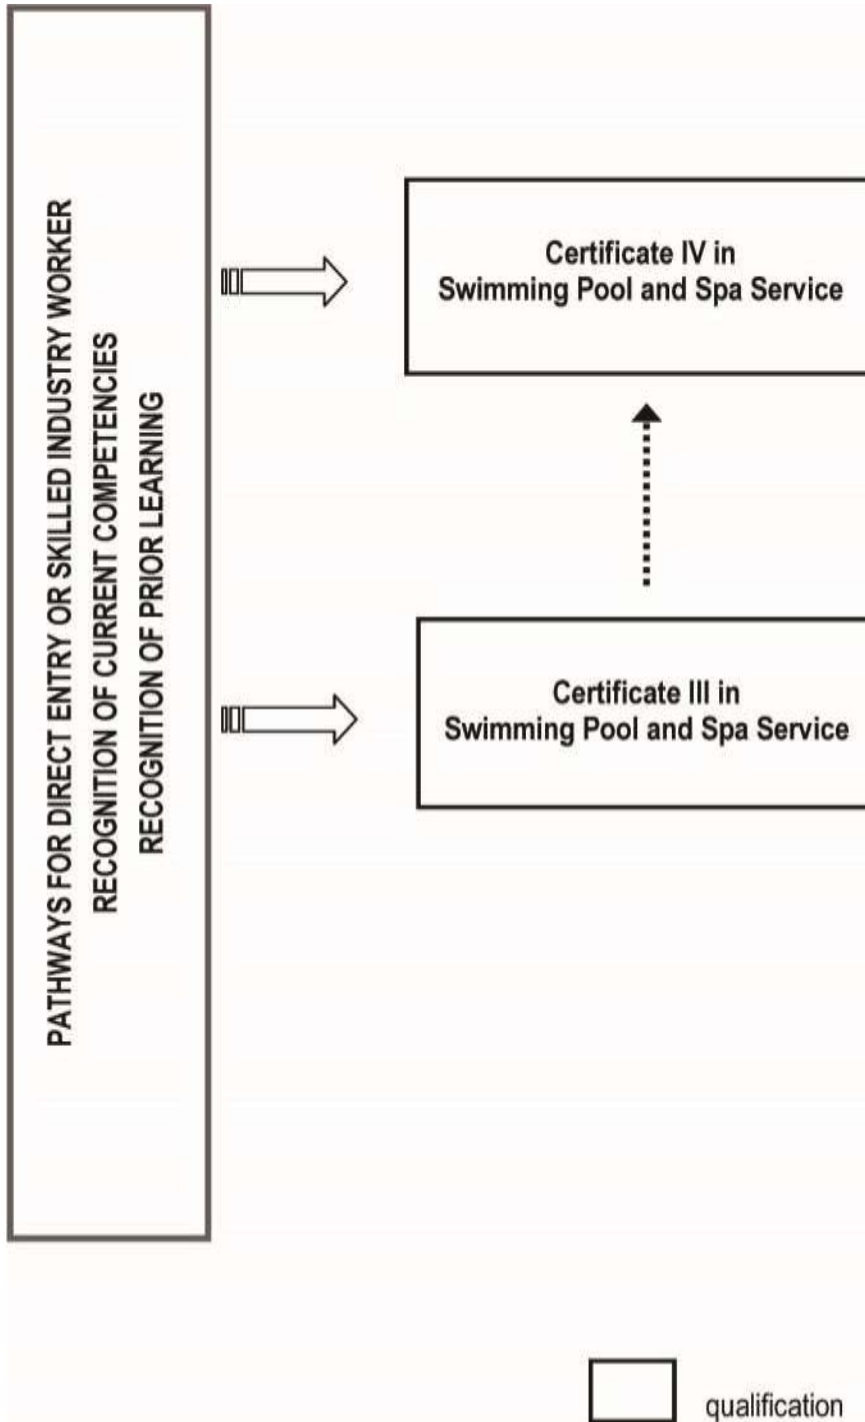 PATHWAYS FOR DIRECT ENTRY OR SKILLED INDUSTRY WORKER
RECOGNITION OF CURRENT COMPETENCIES
RECOGNITION OF PRIOR LEARNING
Certificate IV in
Swimming Pool and Spa Service
Certificate III in
Swimming Pool and Spa Service
qualification